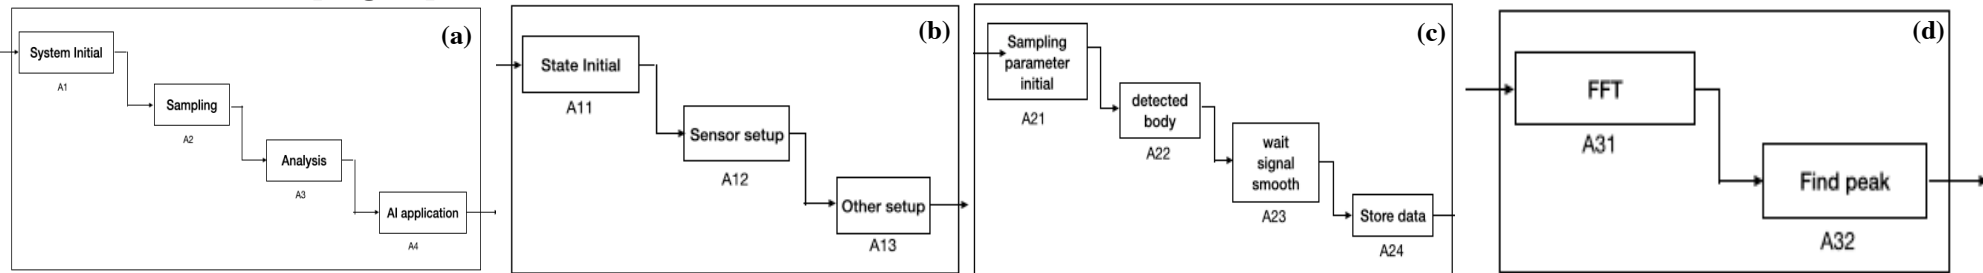 (a)
System Initial
A1
Sampling
A2
Analysis
A3
AI application
A4
(b)
State Initial
A11
Sensor setup
A12
Other setup
A13
(c)
Sampling
parameter
initial
A21
detected
body
A22
wait
signal
smooth
A23
Store data
A24
(d)
FFT
A31
Find peak
A32